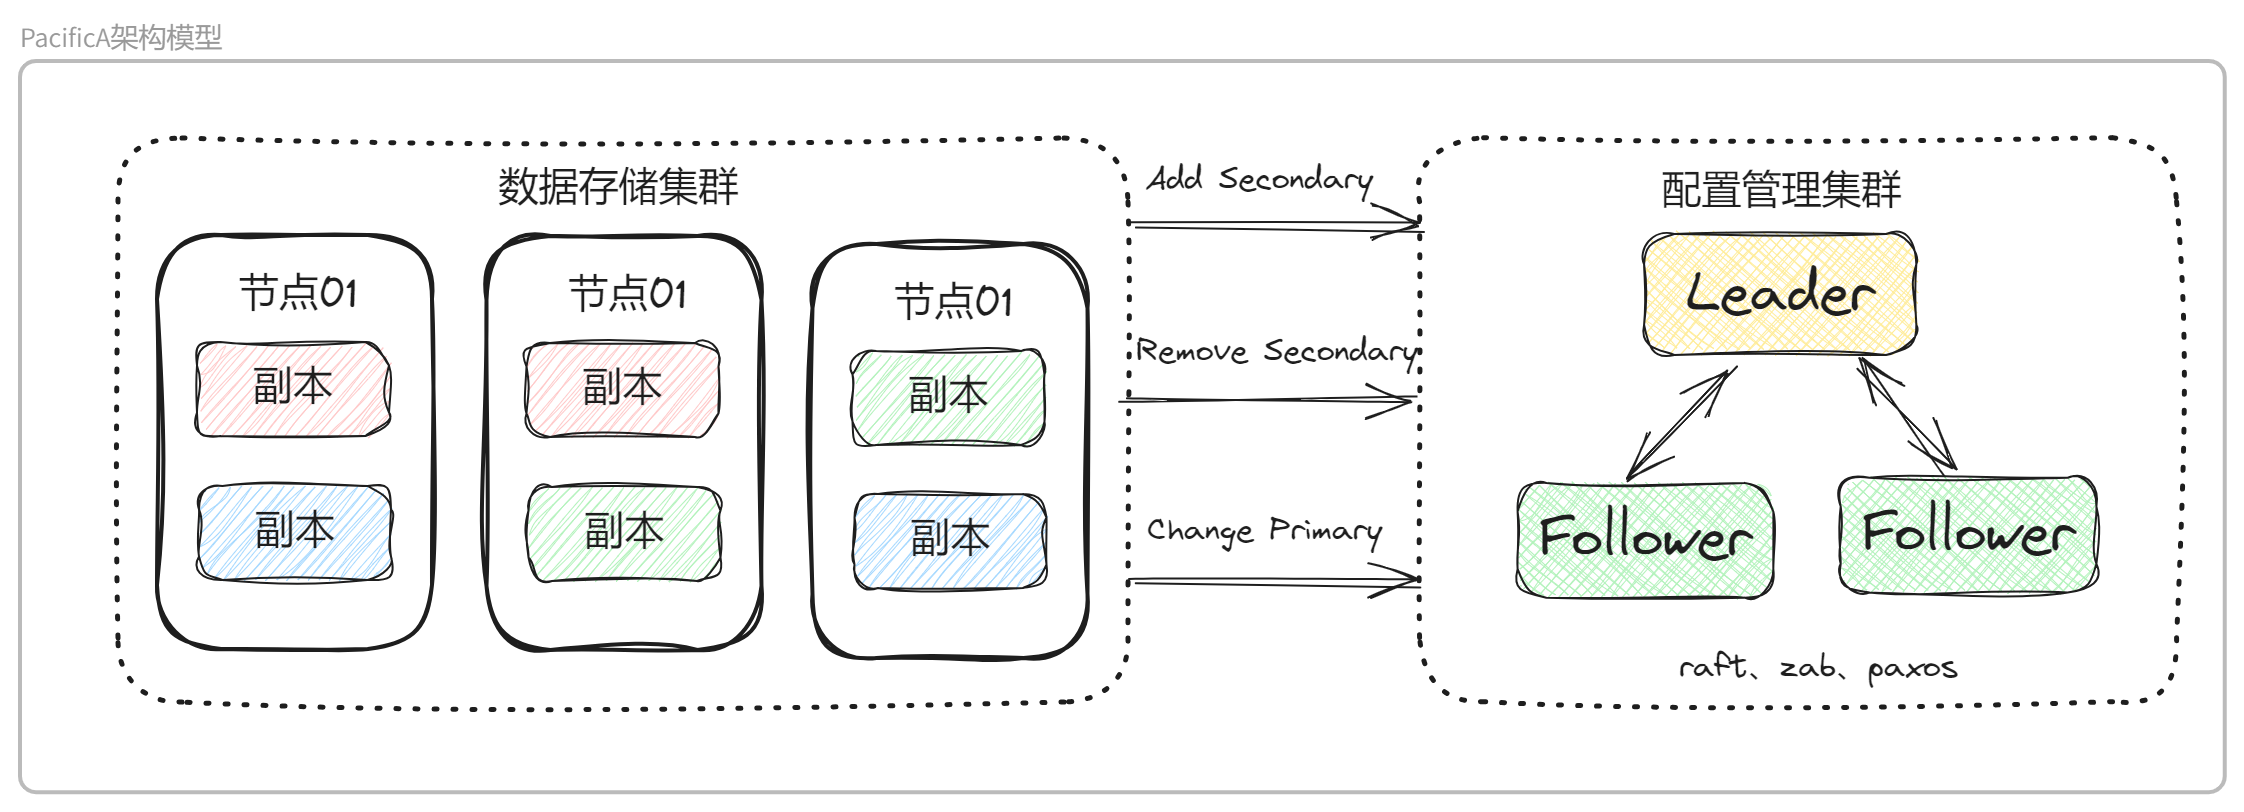 PacificA架构模型
数据存储集群
节点01
副本
副本
节点01
副本
副本
节点01
副本
副本
Add Secondary
Remove Secondary
Change Primary
配置管理集群
Leader
Follower
Follower
raft、zab、paxos